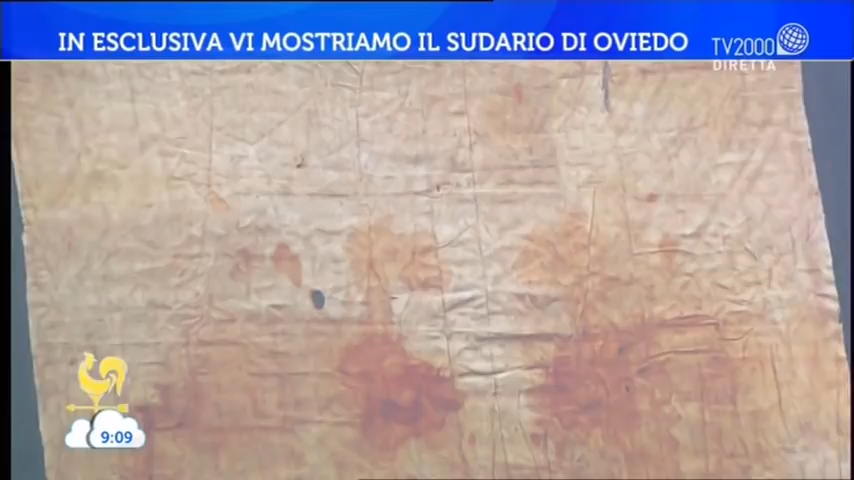 IN ESCLUSIVA VI MOSTRIAMO IL SUDARIO DI OVIEDO
TV2000
DIRETTA
9:09